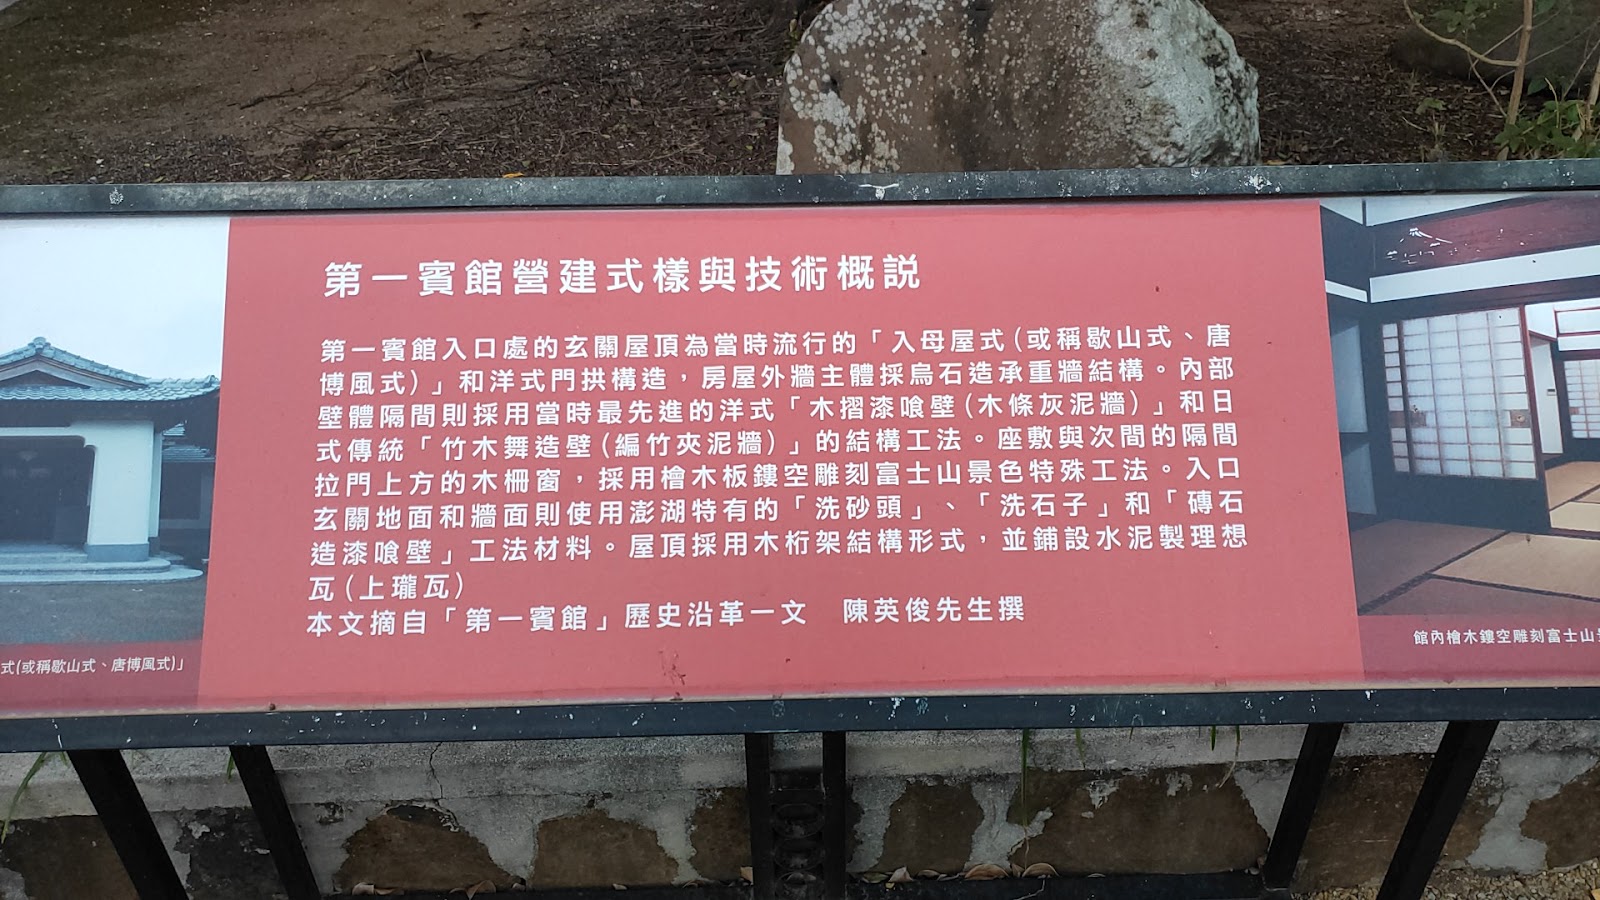 第一賓館營建式樣與技術概説
第一賓館入口處的玄關屋頂為當時流行的「入母屋式(或稱歇山式、唐
博風式)」和洋式門拱構造，房屋外牆主體採烏石造承重牆結構。內部
壁體隔間則採用當時最先進的洋式「木摺漆喰壁(木條灰泥牆)」和日
式傳統「竹木舞造壁(編竹夾泥牆)」的結構工法。座敷與次間的隔間
拉門上方的木柵窗，採用檜木板鏤空雕刻富士山景色特殊工法。入口
玄關地面和牆面則使用澎湖特有的「洗砂頭」、「洗石子」和「磚石
造漆喰壁」工法材料。屋頂採用木桁架結構形式，並鋪設水泥製理想
瓦(上瓏瓦)
本文摘自「第一賓館」歷史沿革一文　陳英俊先生撰
式(或稱歇山式、唐博風式)」
館內檜木鏤空雕刻富士山